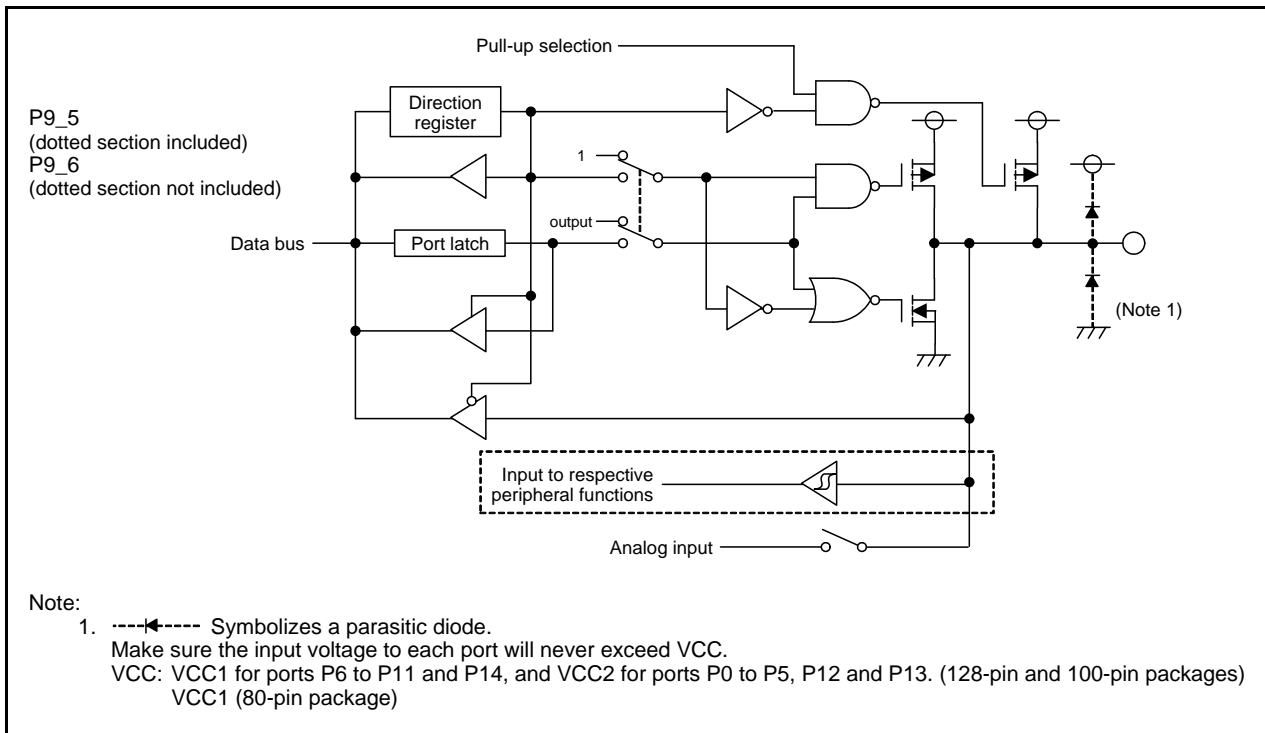 Pull-up selection
Direction
register
P9_5
(dotted section included)
P9_6
(dotted section not included)
1
output
Data bus
Port latch
(Note 1)
Input to respective
peripheral functions
Analog input
Note:
1. Symbolizes a parasitic diode.
Make sure the input voltage to each port will never exceed VCC.
VCC: VCC1 for ports P6 to P11 and P14, and VCC2 for ports P0 to P5, P12 and P13. (128-pin and 100-pin packages)
VCC1 (80-pin package)